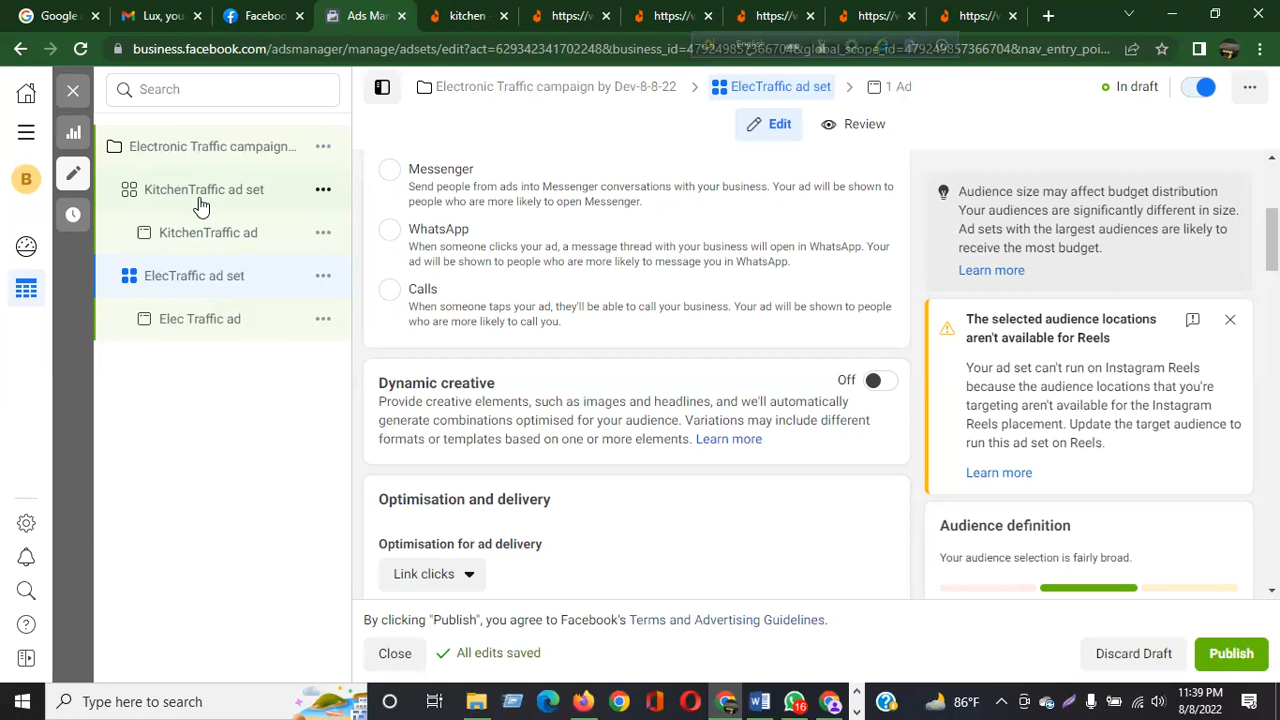 Google
Lux, you
Facebook
Ads Man
kitchen
https://v
https://v
https://v
https://v
https://v
business.facebook.com/adsmanager/manage/adsets/edit?act=629342341702248&business_id=479249857366704&global_scope_id=479249857366704&nav_entry_poi...
Search
Electronic Traffic campaign by Dev-8-8-22
ElecTraffic ad set
1 Ad
In draft
Edit
Review
B
Electronic Traffic campaign...
KitchenTraffic ad set
KitchenTraffic ad
ElecTraffic ad set
Elec Traffic ad
Messenger
Send people from ads into Messenger conversations with your business. Your ad will be shown to
people who are more likely to open Messenger.
WhatsApp
When someone clicks your ad, a message thread with your business will open in WhatsApp. Your
ad will be shown to people who are more likely to message you in WhatsApp.
Calls
When someone taps your ad, they'll be able to call your business. Your ad will be shown to people
who are more likely to call you.
Dynamic creative
Off
Provide creative elements, such as images and headlines, and we'll automatically
generate combinations optimised for your audience. Variations may include different
formats or templates based on one or more elements. Learn more
Optimisation and delivery
Optimisation for ad delivery
Link clicks
Audience size may affect budget distribution
Your audiences are significantly different in size.
Ad sets with the largest audiences are likely to
receive the most budget.
Learn more
The selected audience locations
aren't available for Reels
Your ad set can't run on Instagram Reels
because the audience locations that you're
targeting aren't available for the Instagram
Reels placement. Update the target audience to
run this ad set on Reels.
Learn more
Audience definition
Your audience selection is fairly broad.
By clicking "Publish", you agree to Facebook's Terms and Advertising Guidelines.
Close
All edits saved
Discard Draft
Publish
Type here to search
16
86°F
11:39 PM
8/8/2022